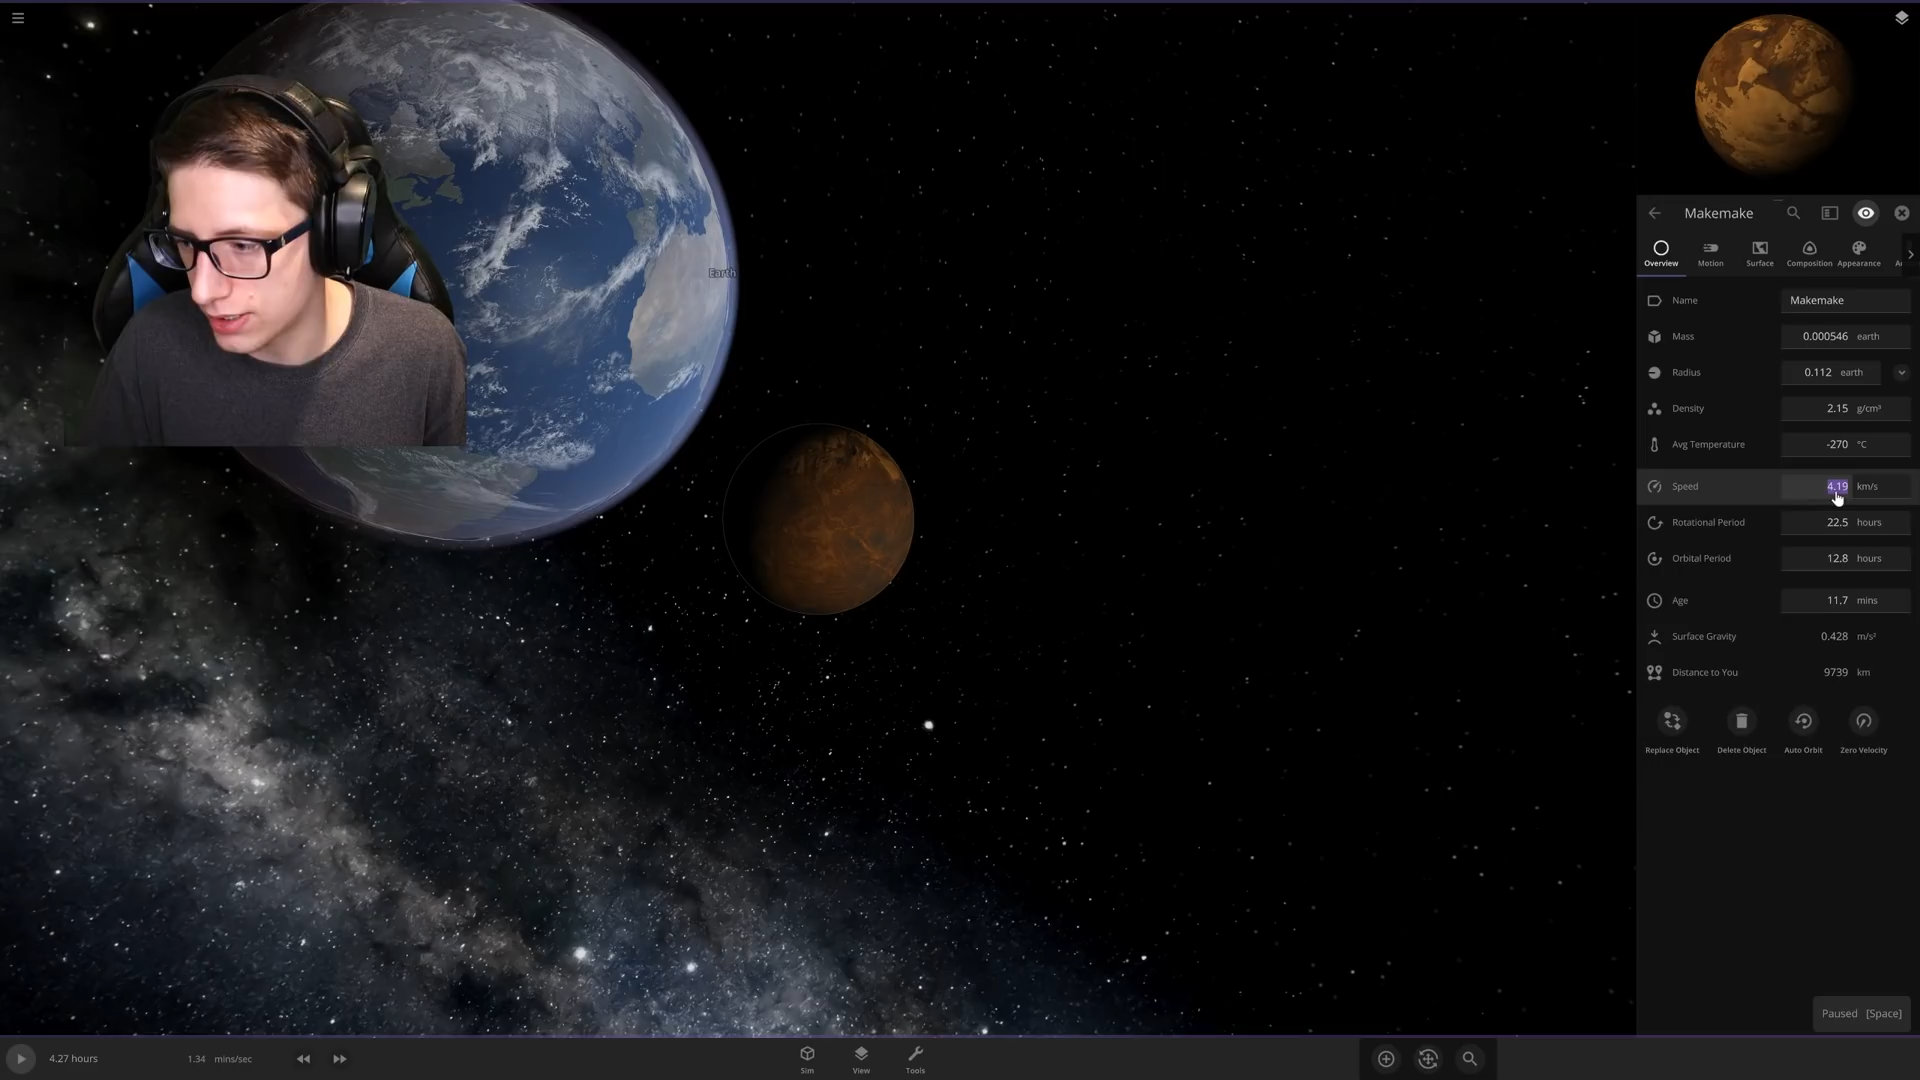 Earth
Makemake
Overview
Motion
Surface
Composition
Appearance
Name Makemake
Mass 0.000546 earth
Radius 0.112 earth
Density 2.15 g/cm³
Avg Temperature -270 °C
Speed 4.19 km/s
Rotational Period 22.5 hours
Orbital Period 12.8 hours
Age 11.7 mins
Surface Gravity 0.428 m/s²
Distance to You 9739 km
Replace Object
Delete Object
Auto Orbit
Zero Velocity
Paused [Space]
4.27 hours
1.34 mins/sec
Sim
View
Tools